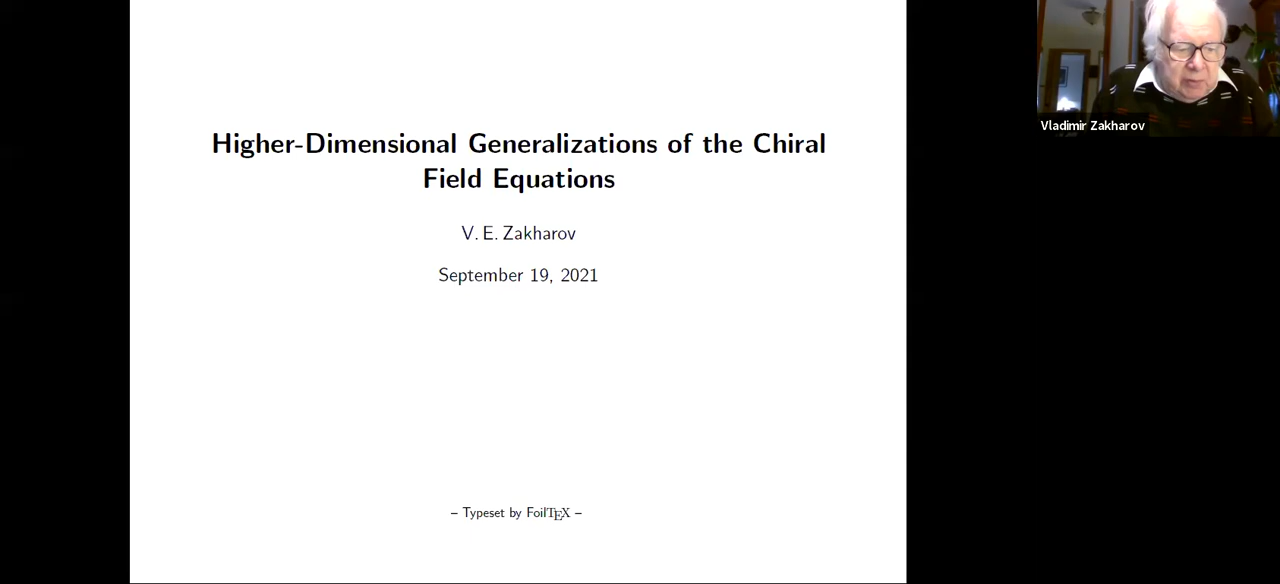 Higher-Dimensional Generalizations of the Chiral
Field Equations
V. E. Zakharov
September 19, 2021
– Typeset by FoilTEX –
Vladimir Zakharov